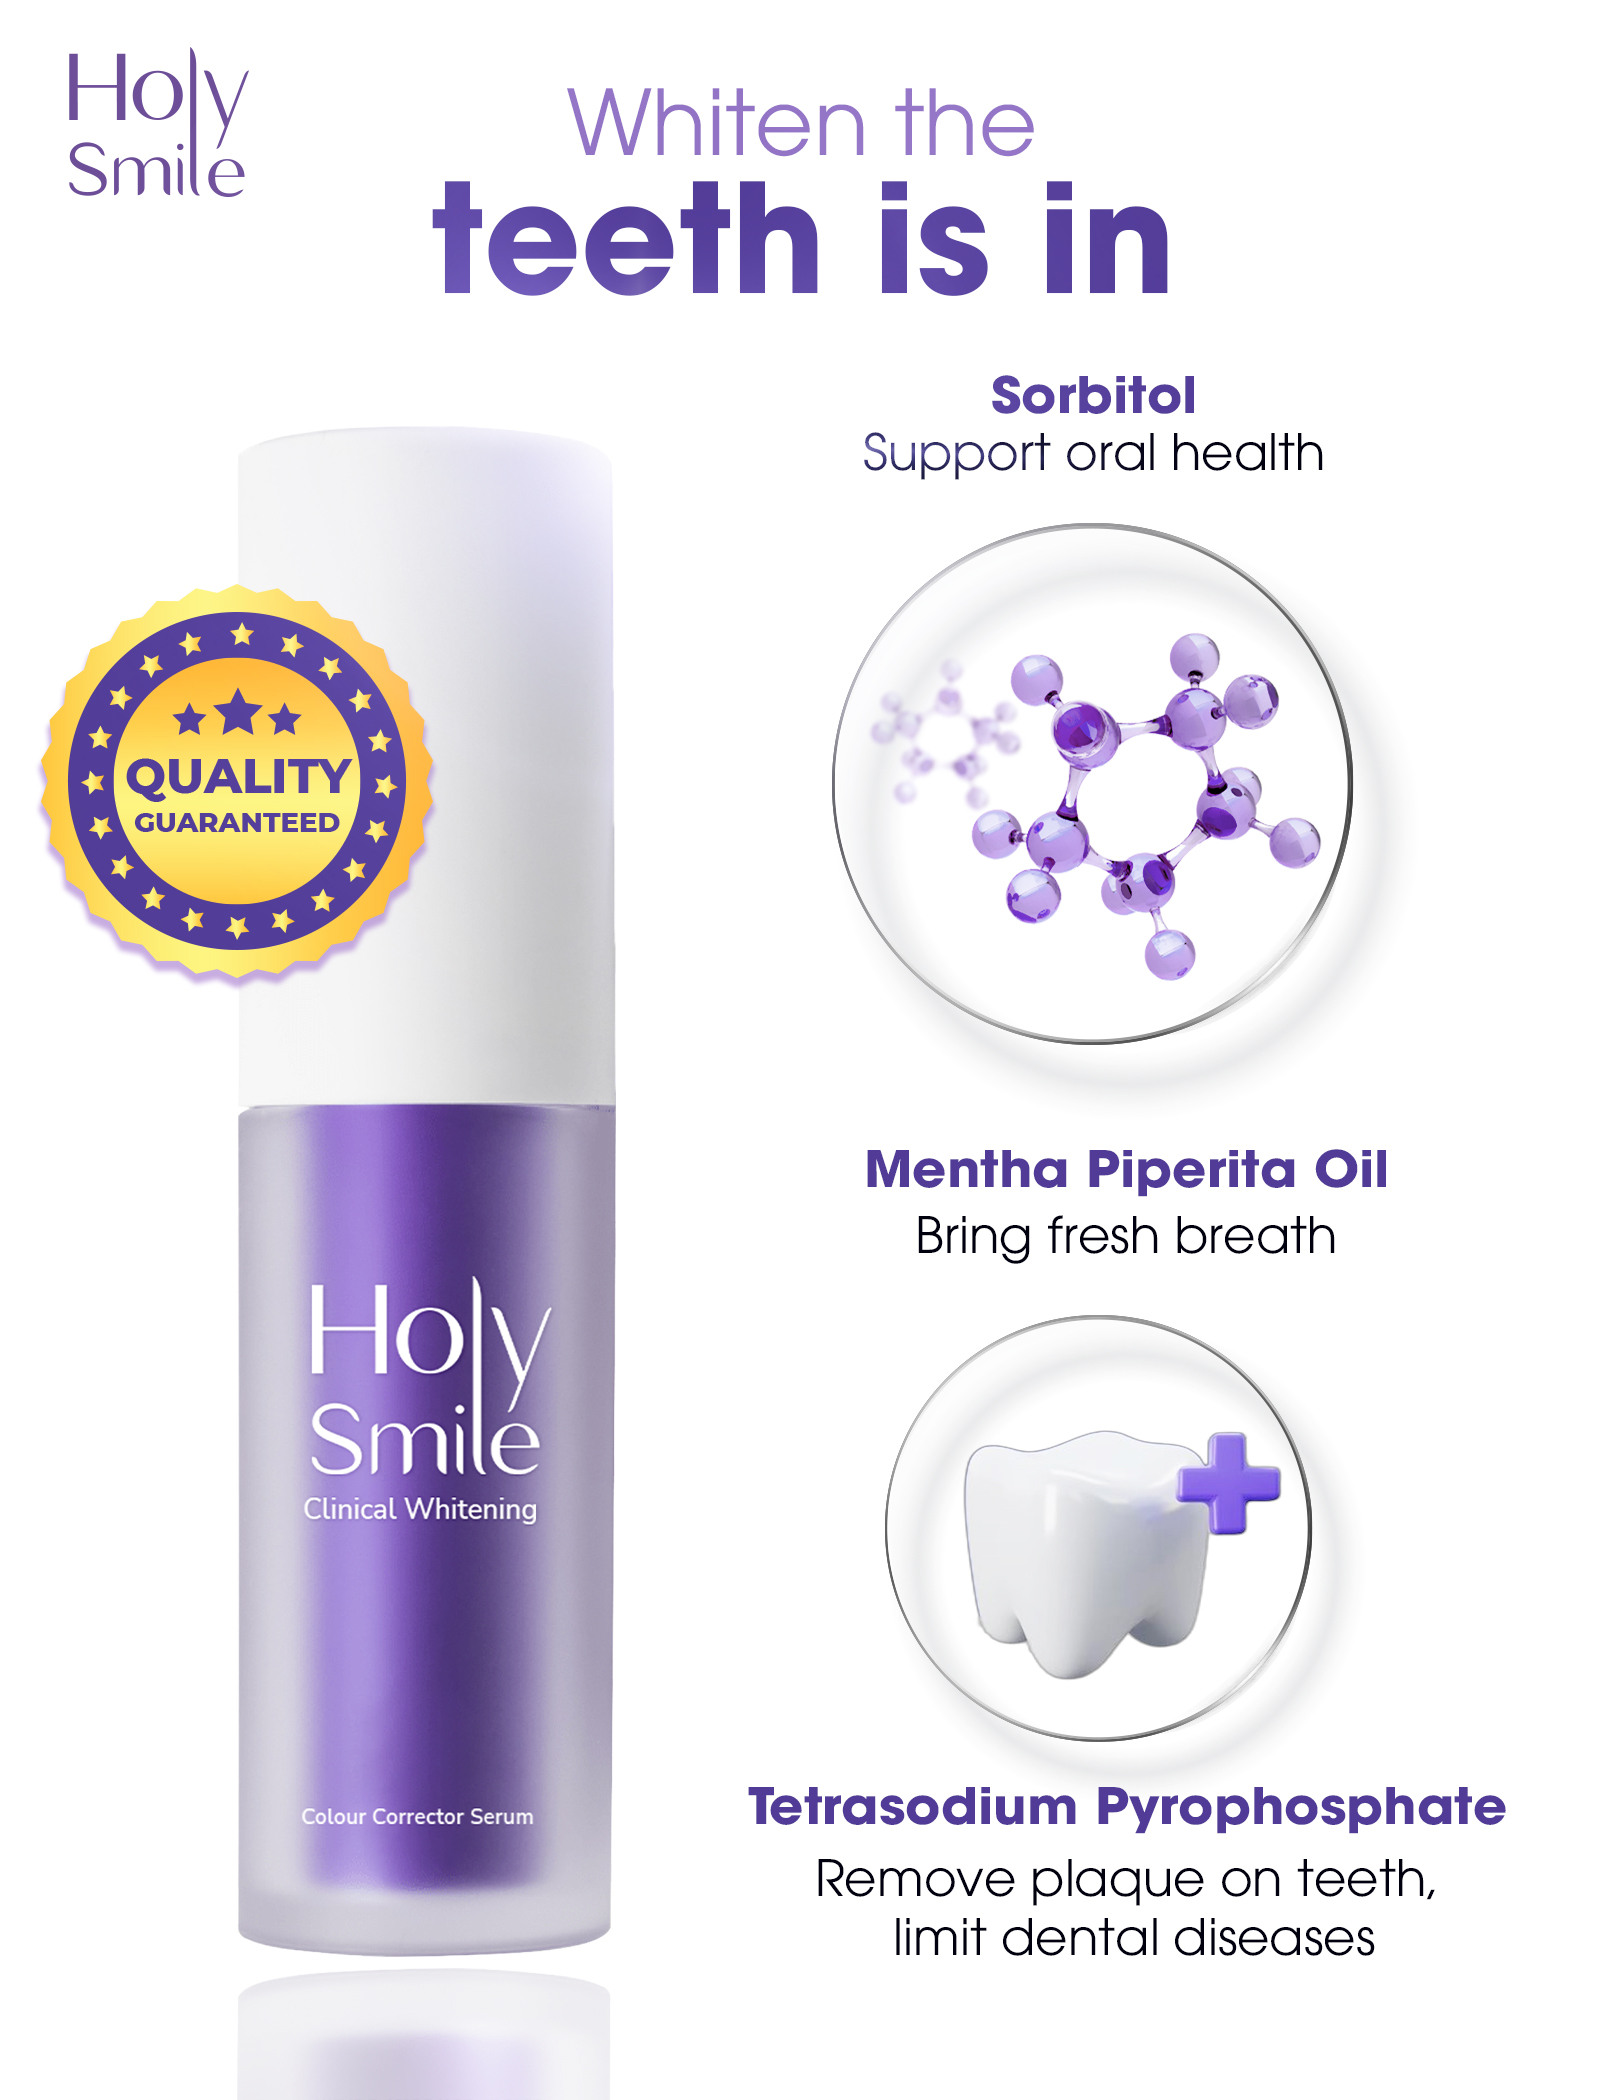 Holy
Smile
Whiten the
teeth is in
Sorbitol
Support oral health
QUALITY
GUARANTEED
Mentha Piperita Oil
Bring fresh breath
Holy
Smile
Clinical Whitening
Colour Corrector Serum
Tetrasodium Pyrophosphate
Remove plaque on teeth,
limit dental diseases